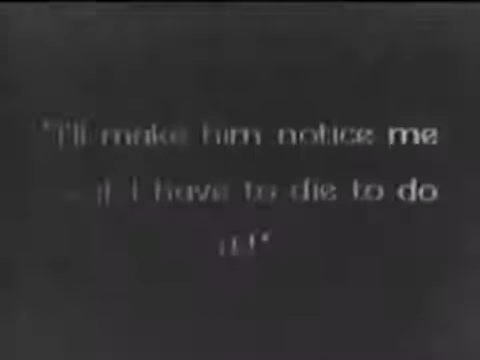 "I'll make him notice me
— if I have to die to do
it!"